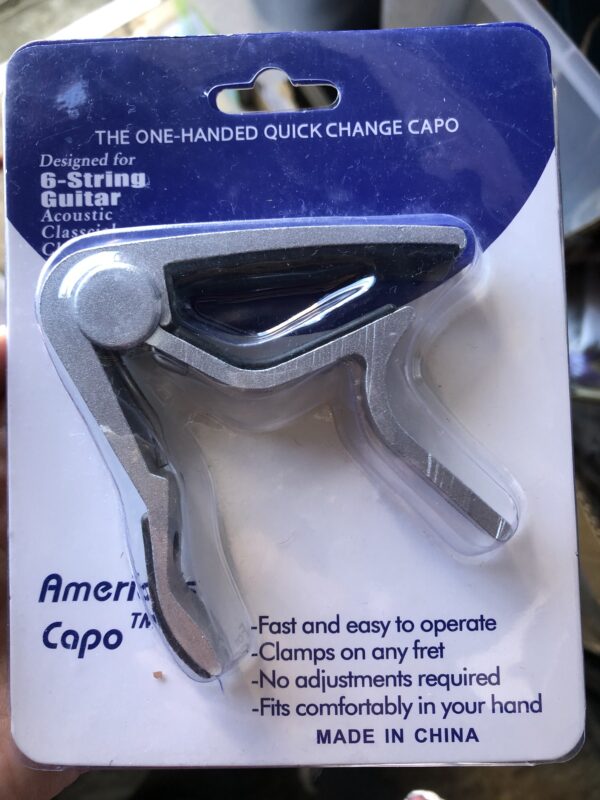 THE ONE-HANDED QUICK CHANGE CAPO
Designed for
6-String
Guitar
Acoustic
Capo TM
-Fast and easy to operate
-Clamps on any fret
-No adjustments required
-Fits comfortably in your hand
MADE IN CHINA